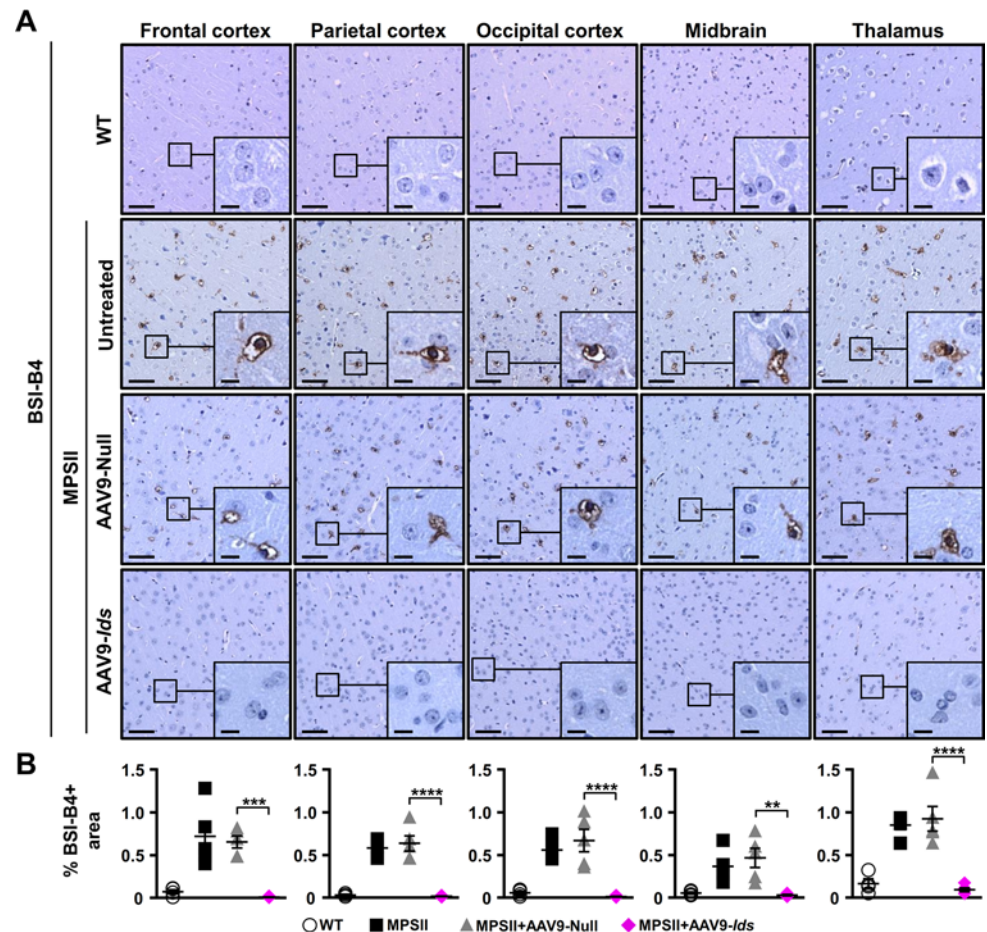 A
Frontal cortex Parietal cortex Occipital cortex Midbrain Thalamus
BSI-B4
WT
MPSII
Untreated
AAV9-Null
AAV9-Ids
B
% BSI-B4+
area
1.5 1.0 0.5 0
***
1.5 1.0 0.5 0
****
1.5 1.0 0.5 0
****
1.5 1.0 0.5 0
**
1.5 1.0 0.5 0
****
WT MPSII MPSII+AAV9-Null MPSII+AAV9-Ids